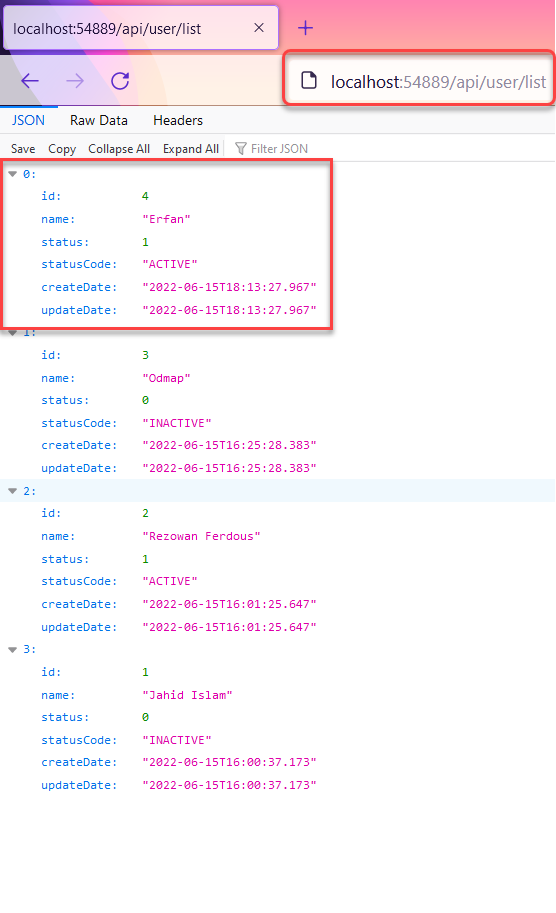 localhost:54889/api/user/list
localhost:54889/api/user/list
JSON Raw Data Headers
Save Copy Collapse All Expand All Filter JSON
0:
id: 4
name: "Erfan"
status: 1
statusCode: "ACTIVE"
createDate: "2022-06-15T18:13:27.967"
updateDate: "2022-06-15T18:13:27.967"
1:
id: 3
name: "Odmap"
status: 0
statusCode: "INACTIVE"
createDate: "2022-06-15T16:25:28.383"
updateDate: "2022-06-15T16:25:28.383"
2:
id: 2
name: "Rezowan Ferdous"
status: 1
statusCode: "ACTIVE"
createDate: "2022-06-15T16:01:25.647"
updateDate: "2022-06-15T16:01:25.647"
3:
id: 1
name: "Jahid Islam"
status: 0
statusCode: "INACTIVE"
createDate: "2022-06-15T16:00:37.173"
updateDate: "2022-06-15T16:00:37.173"